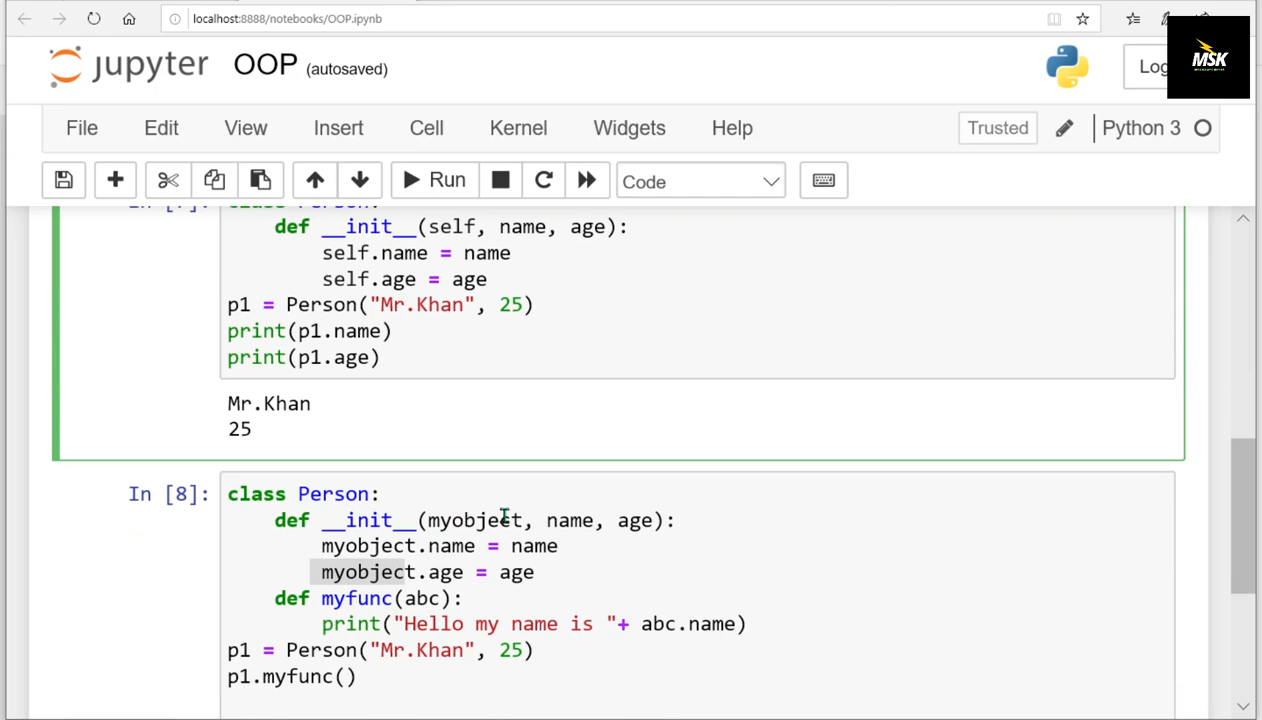 localhost:8888/notebooks/OOP.ipynb
jupyter OOP (autosaved)
MSK
File Edit View Insert Cell Kernel Widgets Help Trusted Python 3
Run Code
def __init__(self, name, age):
self.name = name
self.age = age
p1 = Person("Mr.Khan", 25)
print(p1.name)
print(p1.age)
Mr.Khan
25
In [8]: class Person:
def __init__(myobject, name, age):
myobject.name = name
myobject.age = age
def myfunc(abc):
print("Hello my name is "+ abc.name)
p1 = Person("Mr.Khan", 25)
p1.myfunc()